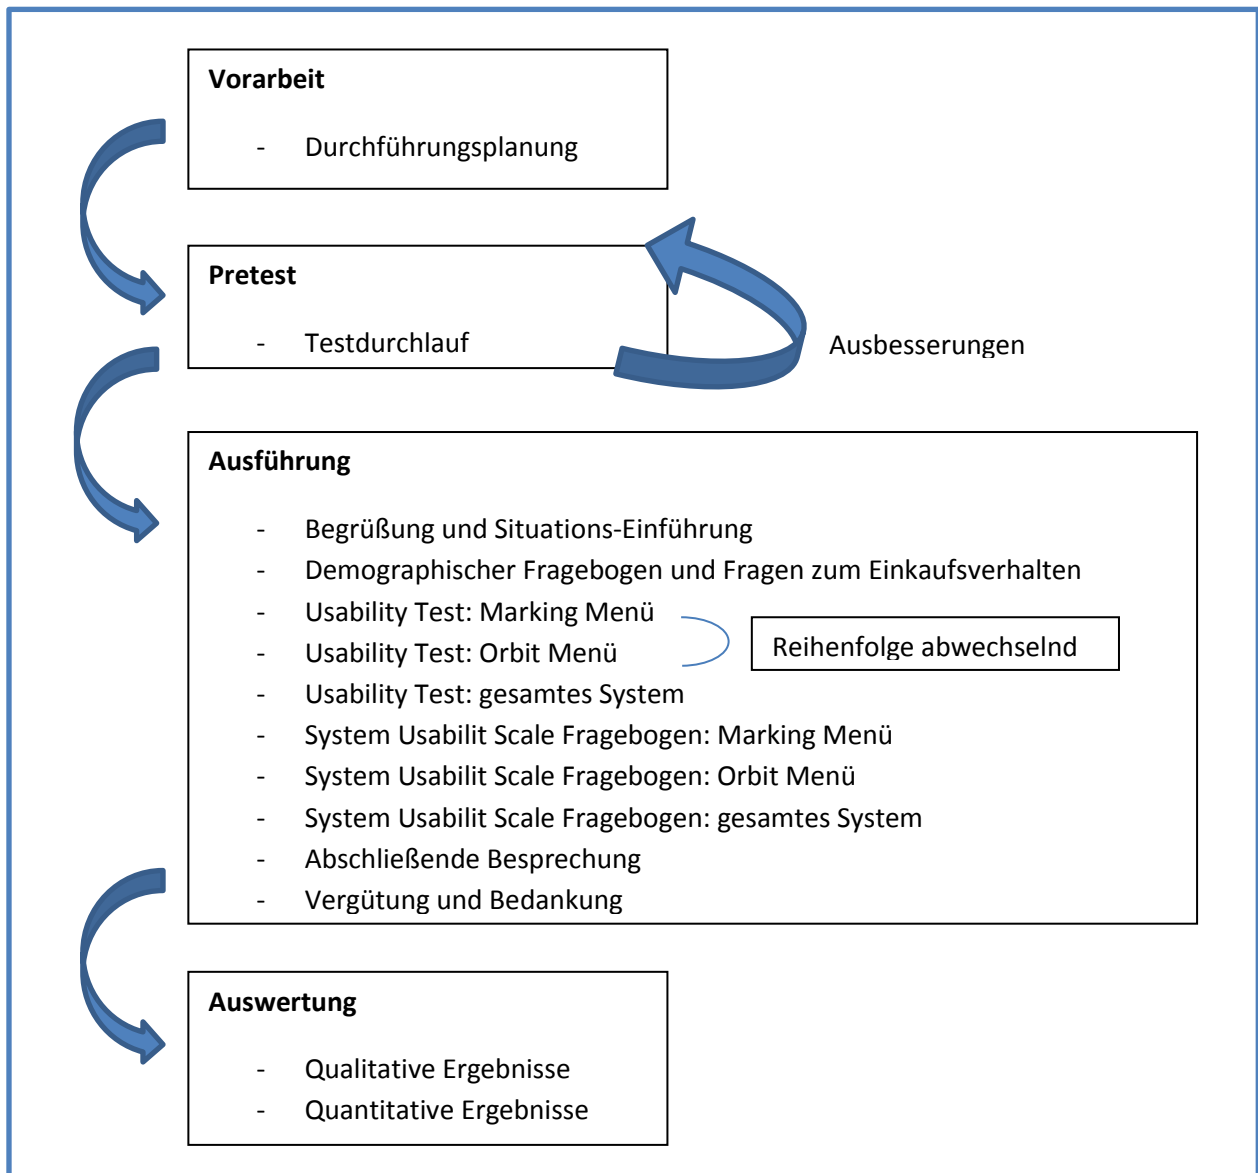 Vorarbeit
- Durchführungsplanung
Pretest
- Testdurchlauf
Ausbesserungen
Ausführung
- Begrüßung und Situations-Einführung
- Demographischer Fragebogen und Fragen zum Einkaufsverhalten
- Usability Test: Marking Menü
- Usability Test: Orbit Menü
Reihenfolge abwechselnd
- Usability Test: gesamtes System
- System Usabilit Scale Fragebogen: Marking Menü
- System Usabilit Scale Fragebogen: Orbit Menü
- System Usabilit Scale Fragebogen: gesamtes System
- Abschließende Besprechung
- Vergütung und Bedankung
Auswertung
- Qualitative Ergebnisse
- Quantitative Ergebnisse